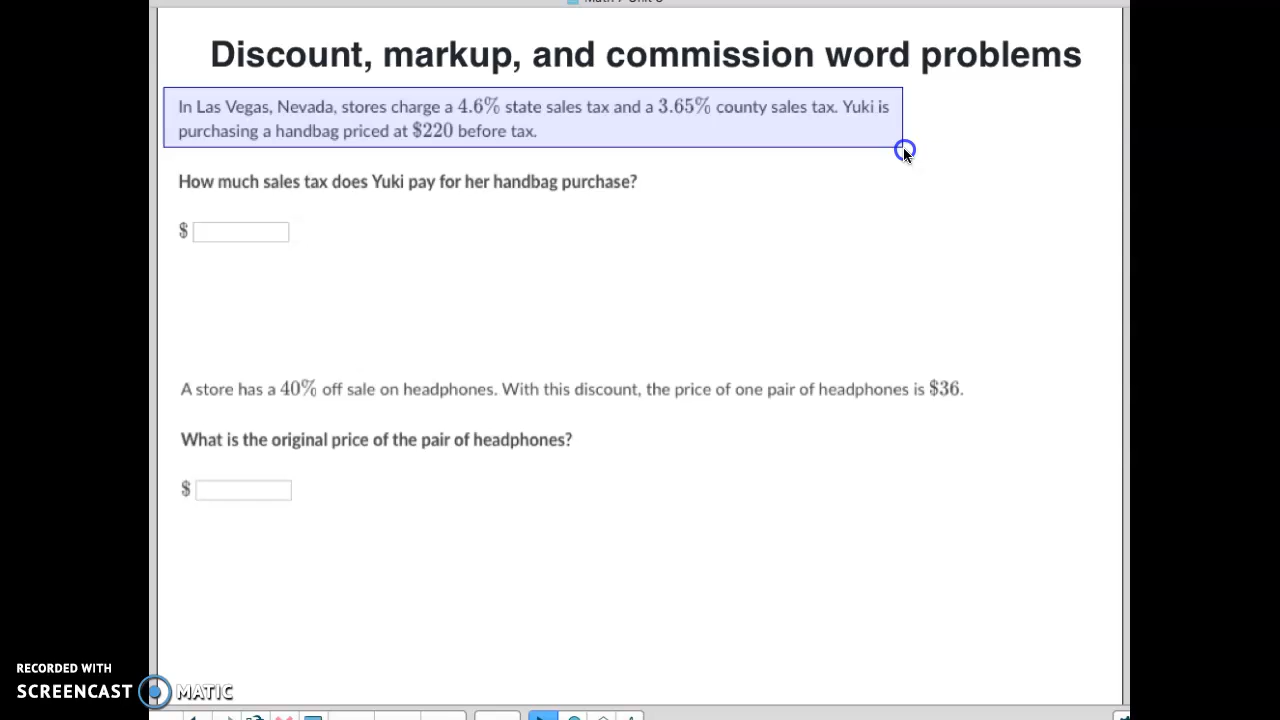 Discount, markup, and commission word problems
In Las Vegas, Nevada, stores charge a 4.6% state sales tax and a 3.65% county sales tax. Yuki is
purchasing a handbag priced at $220 before tax.
How much sales tax does Yuki pay for her handbag purchase?
$
A store has a 40% off sale on headphones. With this discount, the price of one pair of headphones is $36.
What is the original price of the pair of headphones?
$
RECORDED WITH
SCREENCAST MATIC